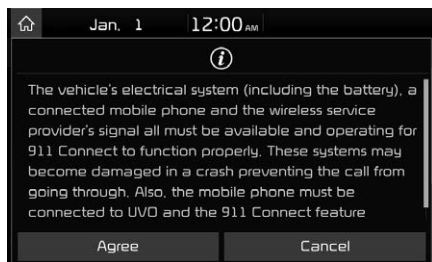 Jan. 1 12:00 AM
The vehicle's electrical system (including the battery), a
connected mobile phone and the wireless service
provider's signal all must be available and operating for
911 Connect to function properly. These systems may
become damaged in a crash preventing the call from
going through. Also, the mobile phone must be
connected to UVO and the 911 Connect feature
Agree Cancel